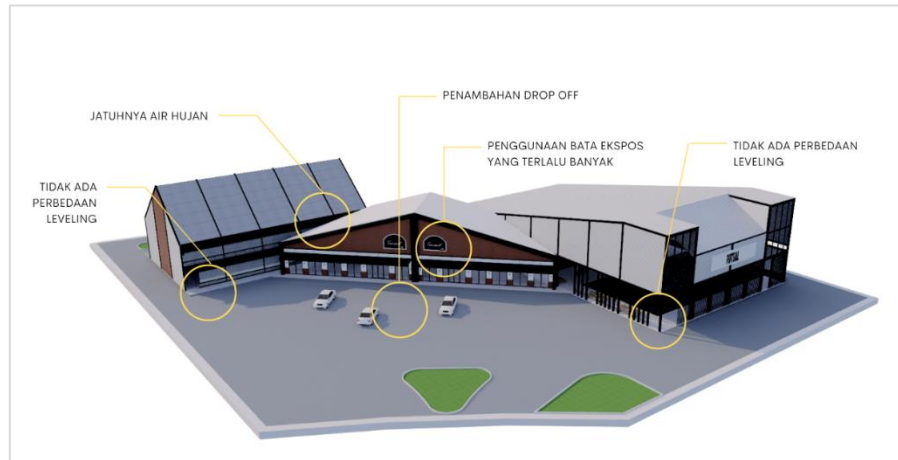 PENAMBAHAN DROP OFF
JATUHNYA AIR HUJAN
PENGGUNAAN BATA EKSPOS
YANG TERLALU BANYAK
TIDAK ADA PERBEDAAN
LEVELING
TIDAK ADA
PERBEDAAN
LEVELING
FUTSAL